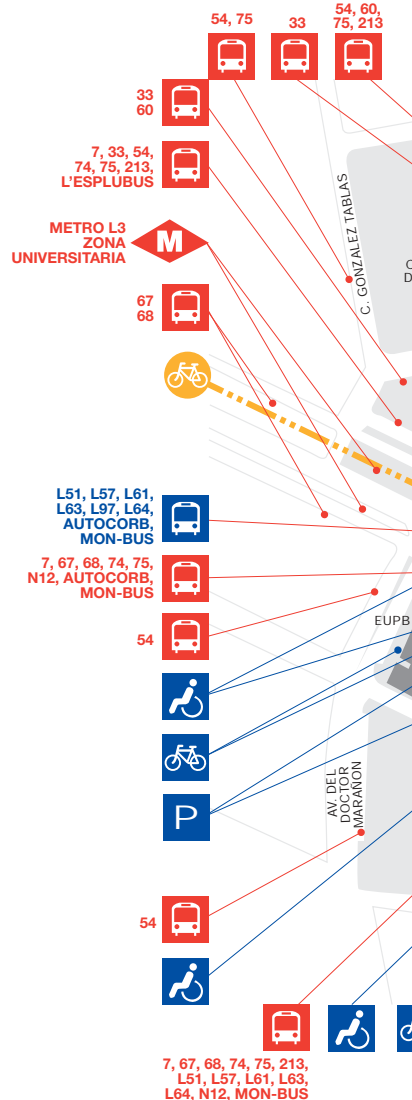 54, 75
33
54, 60,
75, 213
33
60
7, 33, 54,
74, 75, 213,
L'ESPLUBUS
METRO L3
ZONA
UNIVERSITARIA
M
67
68
C. GONZALEZ TABLAS
C
D
L51, L57, L61,
L63, L97, L64,
AUTOCORB,
MON-BUS
7, 67, 68, 74, 75,
N12, AUTOCORB,
MON-BUS
54
EUPB
P
AV. DEL
DOCTOR
MARAÑON
54
7, 67, 68, 74, 75, 213,
L51, L57, L61, L63,
L64, N12, MON-BUS